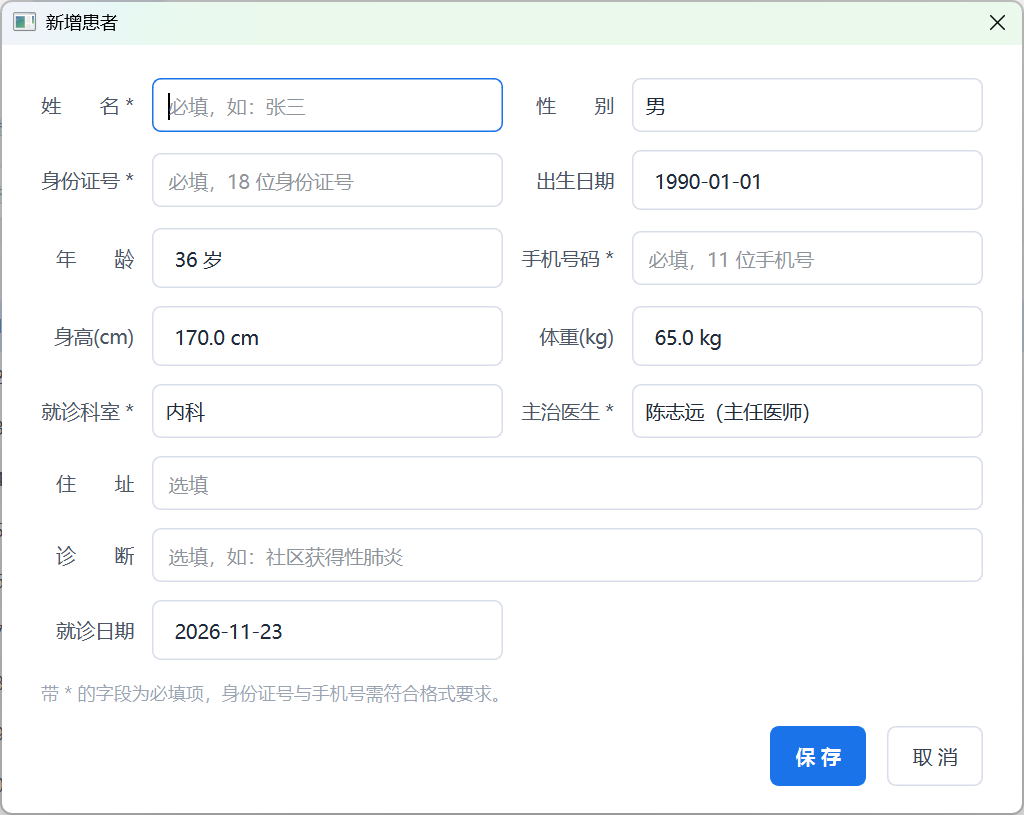 新增患者
姓 名 * 必填，如：张三 性 别 男
身份证号 * 必填，18 位身份证号 出生日期 1990-01-01
年 龄 36 岁 手机号码 * 必填，11 位手机号
身高(cm) 170.0 cm 体重(kg) 65.0 kg
就诊科室 * 内科 主治医生 * 陈志远（主任医师）
住 址 选填
诊 断 选填，如：社区获得性肺炎
就诊日期 2026-11-23
带 * 的字段为必填项，身份证号与手机号需符合格式要求。
保存 取消